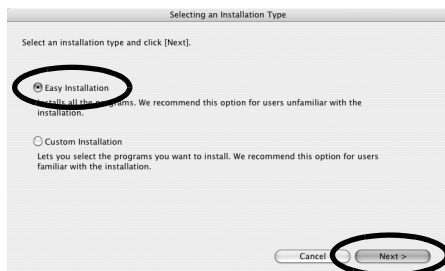 Selecting an Installation Type
Select an installation type and click [Next].
Easy Installation
Installs all the programs. We recommend this option for users unfamiliar with the
installation.
Custom Installation
Lets you select the programs you want to install. We recommend this option for users
familiar with the installation.
Cancel
Next >